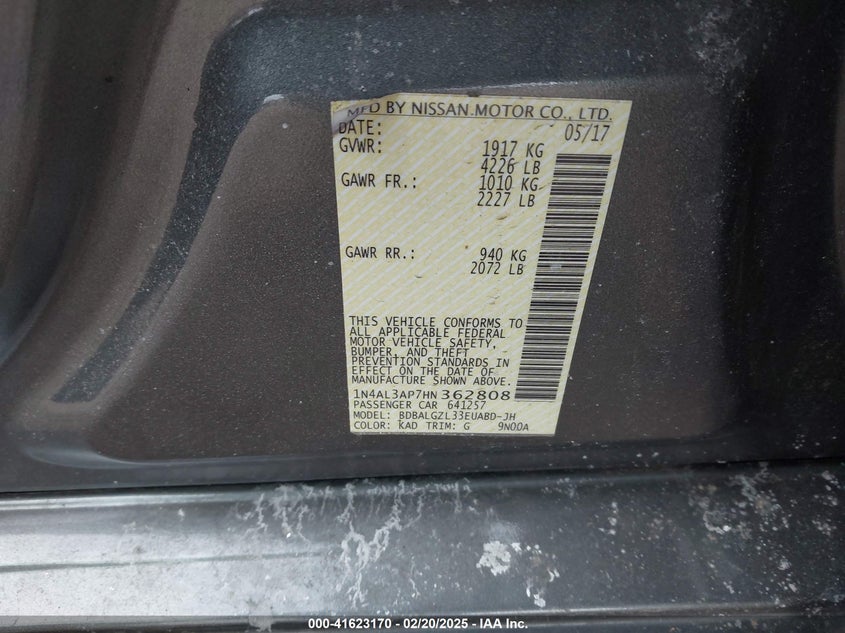 MFD BY NISSAN MOTOR CO., LTD.
DATE: 05/17
GVWR: 1917 KG
4226 LB
GAWR FR.: 1010 KG
2227 LB
GAWR RR.: 940 KG
2072 LB
THIS VEHICLE CONFORMS TO
ALL APPLICABLE FEDERAL
MOTOR VEHICLE SAFETY,
BUMPER, AND THEFT
PREVENTION STANDARDS IN
EFFECT ON THE DATE OF
MANUFACTURE SHOWN ABOVE.
1N4AL3AP7HN362808
PASSENGER CAR 641257
MODEL: BDBALGZL33EUABD-JH
COLOR: KAD TRIM: G 9N00A
000-41623170 - 02/20/2025 - IAA Inc.